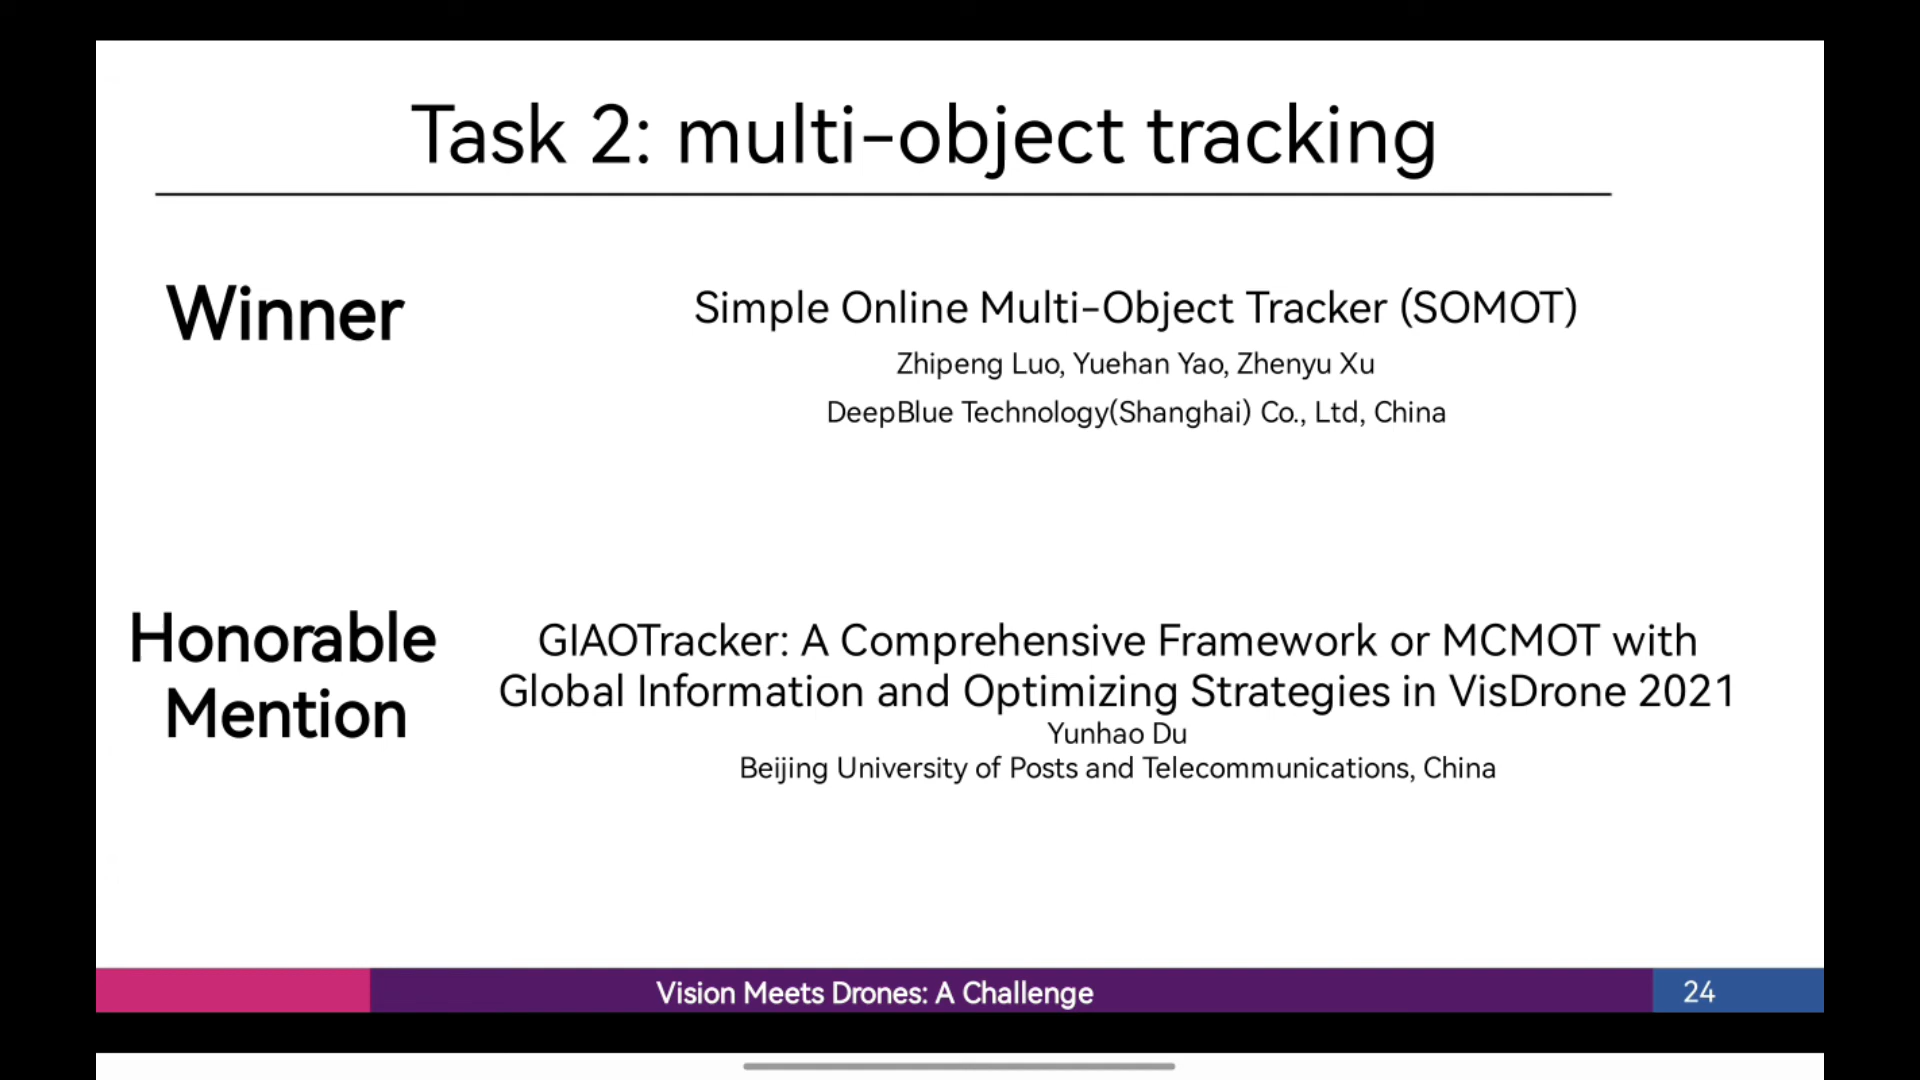 Task 2: multi-object tracking
Winner
Simple Online Multi-Object Tracker (SOMOT)
Zhipeng Luo, Yuehan Yao, Zhenyu Xu
DeepBlue Technology(Shanghai) Co., Ltd, China
Honorable
Mention
GIAOTracker: A Comprehensive Framework or MCMOT with
Global Information and Optimizing Strategies in VisDrone 2021
Yunhao Du
Beijing University of Posts and Telecommunications, China
Vision Meets Drones: A Challenge
24